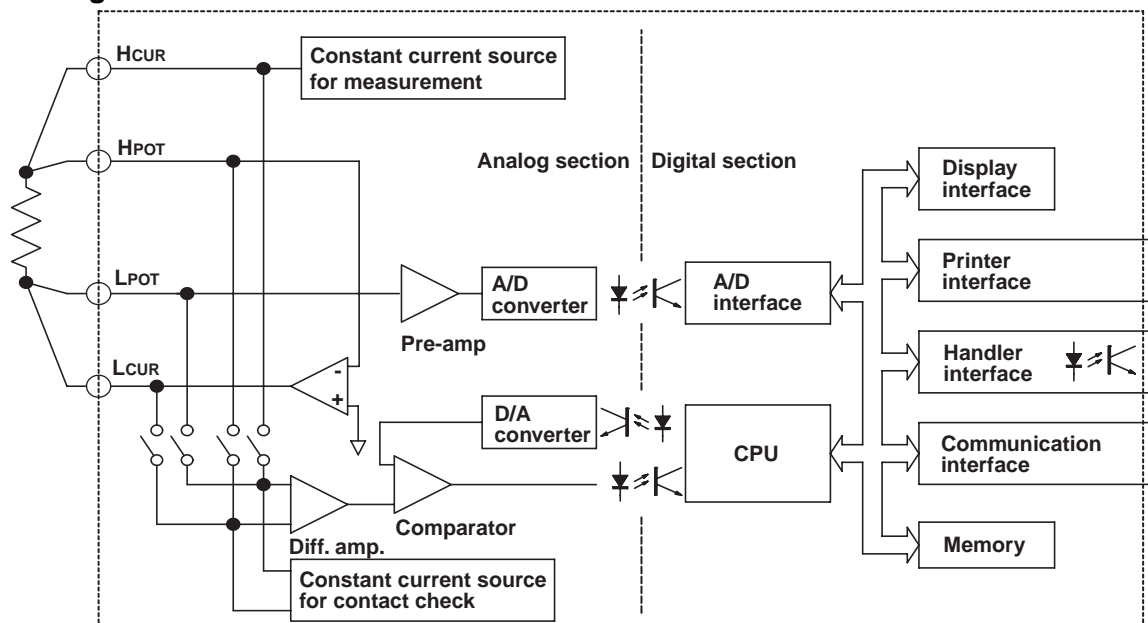 HCUR
Constant current source
for measurement
HPOT
Analog section
Digital section
Display
interface
LPOT
A/D
converter
A/D
interface
Printer
interface
Pre-amp
LCUR
-
+
Handler
interface
D/A
converter
CPU
Communication
interface
Comparator
Diff. amp.
Memory
Constant current source
for contact check